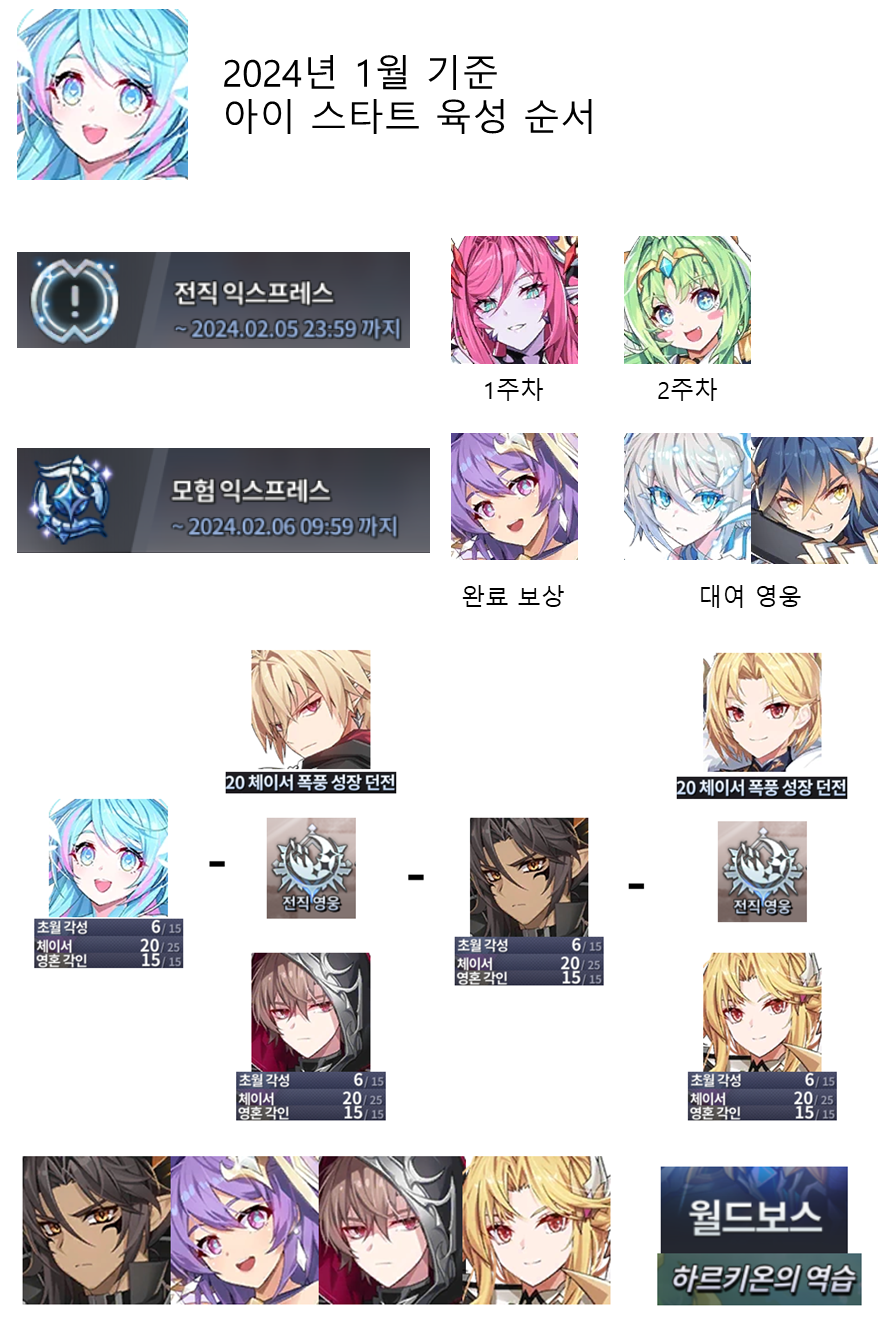 2024년 1월 기준
아이 스타트 육성 순서
전직 익스프레스
~ 2024.02.05 23:59 까지
1주차
2주차
모험 익스프레스
~ 2024.02.06 09:59 까지
완료 보상
대여 영웅
20 체이서 폭풍 성장 던전
20 체이서 폭풍 성장 던전
전직 영웅
전직 영웅
초월 각성 6/ 15
체이서 20/ 25
영혼 각인 15/ 15
초월 각성 6/ 15
체이서 20/ 25
영혼 각인 15/ 15
초월 각성 6/ 15
체이서 20/ 25
영혼 각인 15/ 15
초월 각성 6/ 15
체이서 20/ 25
영혼 각인 15/ 15
월드보스
하르키온의 역습